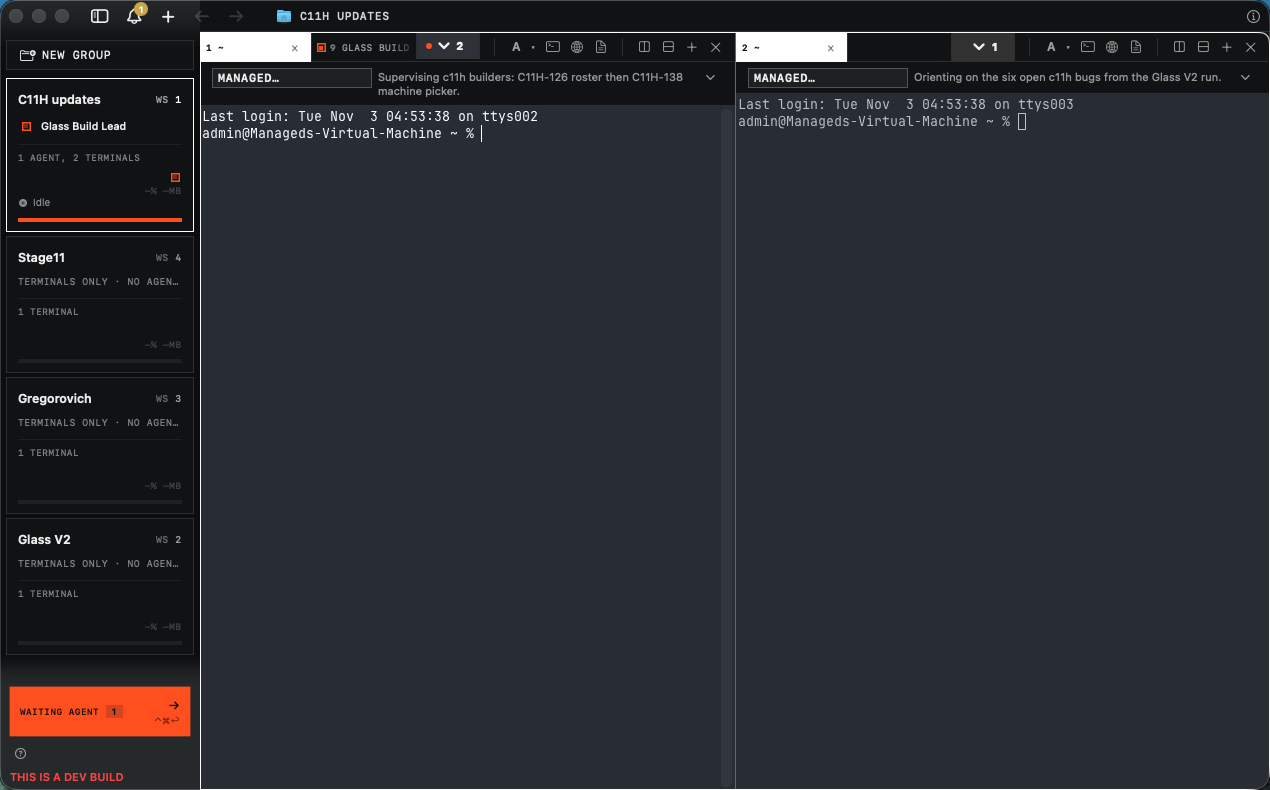 1
C11H UPDATES
NEW GROUP
C11H updates WS 1
Glass Build Lead
1 AGENT, 2 TERMINALS
—% —MB
Idle
Stage11 WS 4
TERMINALS ONLY · NO AGEN…
1 TERMINAL
—% —MB
Gregorovich WS 3
TERMINALS ONLY · NO AGEN…
1 TERMINAL
—% —MB
Glass V2 WS 2
TERMINALS ONLY · NO AGEN…
1 TERMINAL
—% —MB
WAITING AGENT 1
^⌘↩
THIS IS A DEV BUILD
1 ~ × 9 GLASS BUILD 2 A
MANAGED… Supervising c11h builders: C11H-126 roster then C11H-138
machine picker.
Last login: Tue Nov  3 04:53:38 on ttys002
admin@Manageds-Virtual-Machine ~ %
2 ~ × 1 A
MANAGED… Orienting on the six open c11h bugs from the Glass V2 run.
Last login: Tue Nov  3 04:53:38 on ttys003
admin@Manageds-Virtual-Machine ~ %